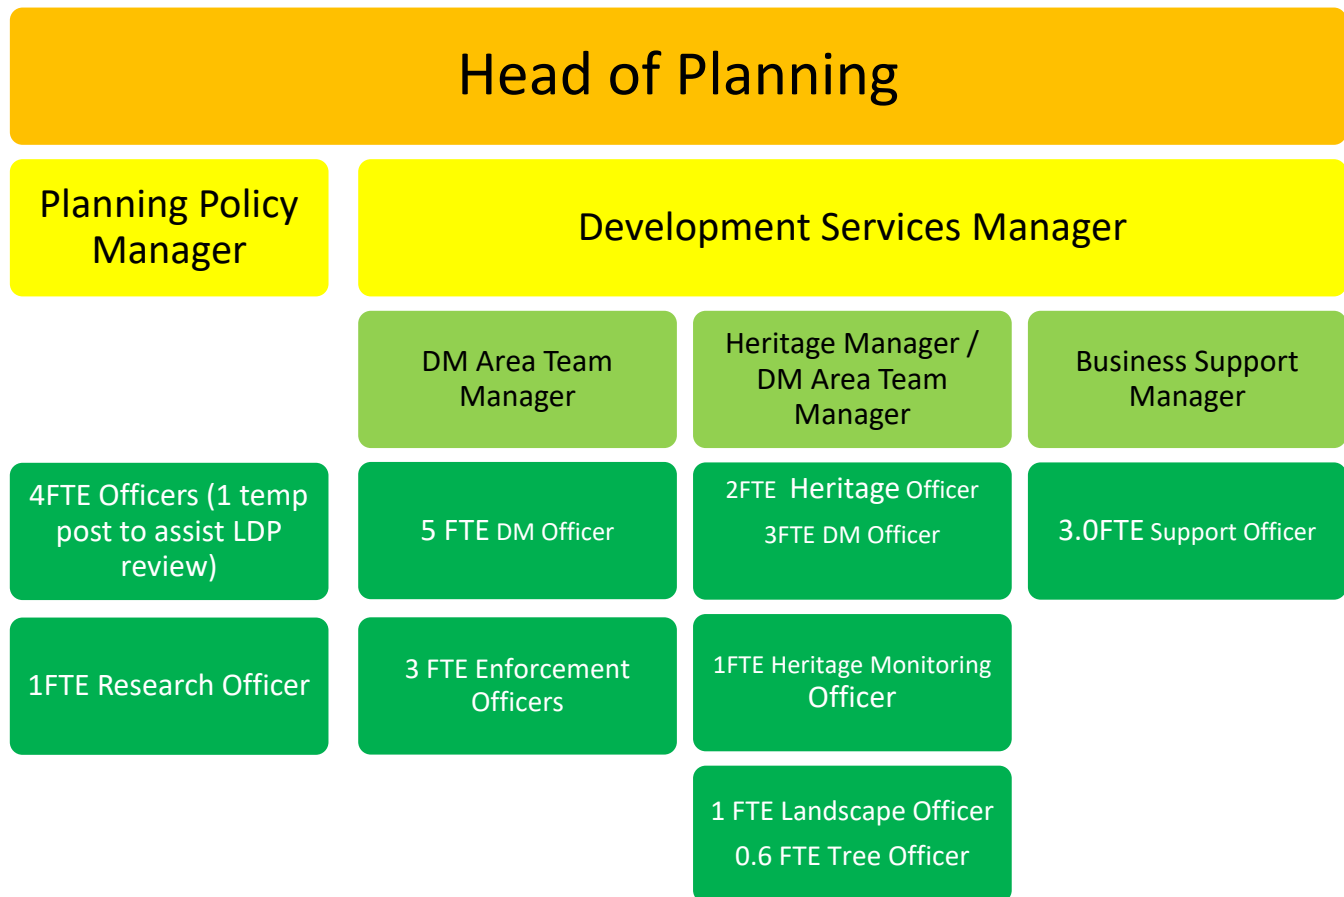 Head of Planning
Planning Policy
Manager
Development Services Manager
DM Area Team
Manager
Heritage Manager /
DM Area Team
Manager
Business Support
Manager
4FTE Officers (1 temp
post to assist LDP
review)
5 FTE DM Officer
2FTE Heritage Officer
3FTE DM Officer
3.0FTE Support Officer
1FTE Research Officer
3 FTE Enforcement
Officers
1FTE Heritage Monitoring
Officer
1 FTE Landscape Officer
0.6 FTE Tree Officer